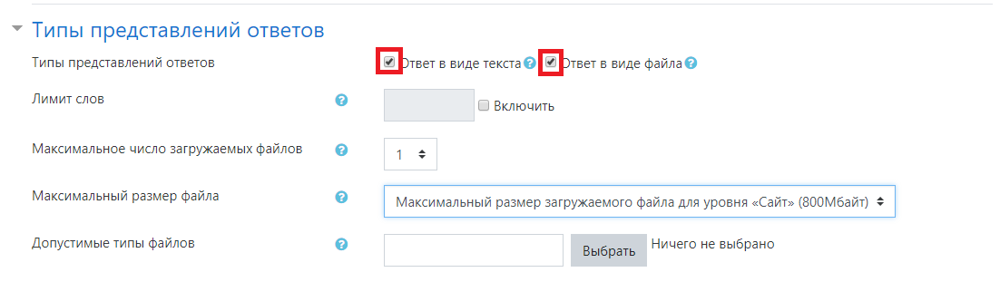 Типы представлений ответов
Типы представлений ответов Ответ в виде текста ? Ответ в виде файла ?
Лимит слов ? Включить
Максимальное число загружаемых файлов ? 1
Максимальный размер файла ? Максимальный размер загружаемого файла для уровня «Сайт» (800Мбайт)
Допустимые типы файлов ? Выбрать Ничего не выбрано